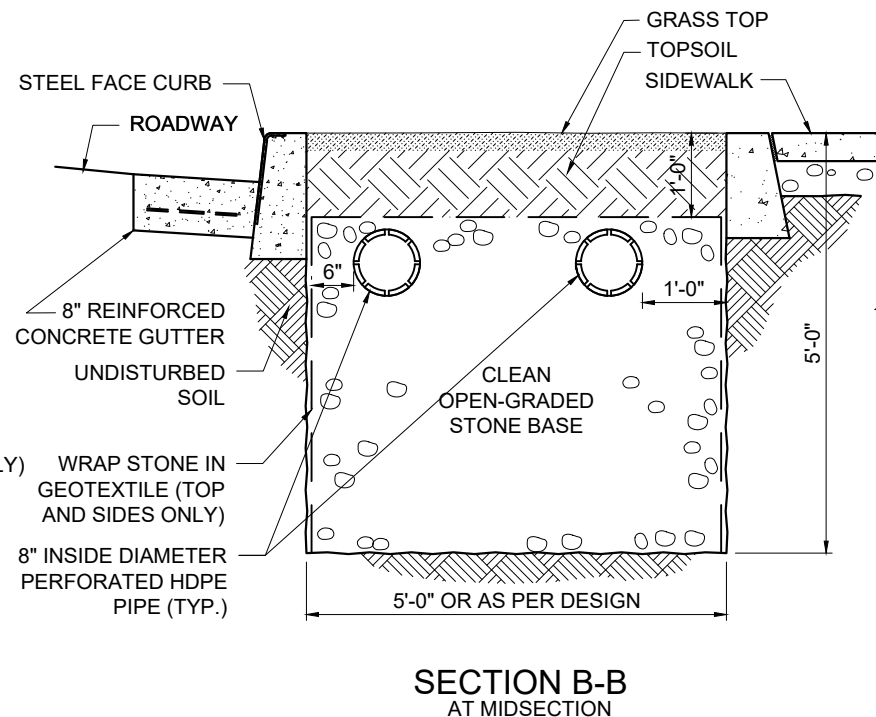 GRASS TOP
TOPSOIL
SIDEWALK
STEEL FACE CURB
ROADWAY
1'-0"
6"
1'-0"
8" REINFORCED
CONCRETE GUTTER
5'-0"
UNDISTURBED
SOIL
CLEAN
OPEN-GRADED
STONE BASE
LY)
WRAP STONE IN
GEOTEXTILE (TOP
AND SIDES ONLY)
8" INSIDE DIAMETER
PERFORATED HDPE
PIPE (TYP.)
5'-0" OR AS PER DESIGN
SECTION B-B
AT MIDSECTION